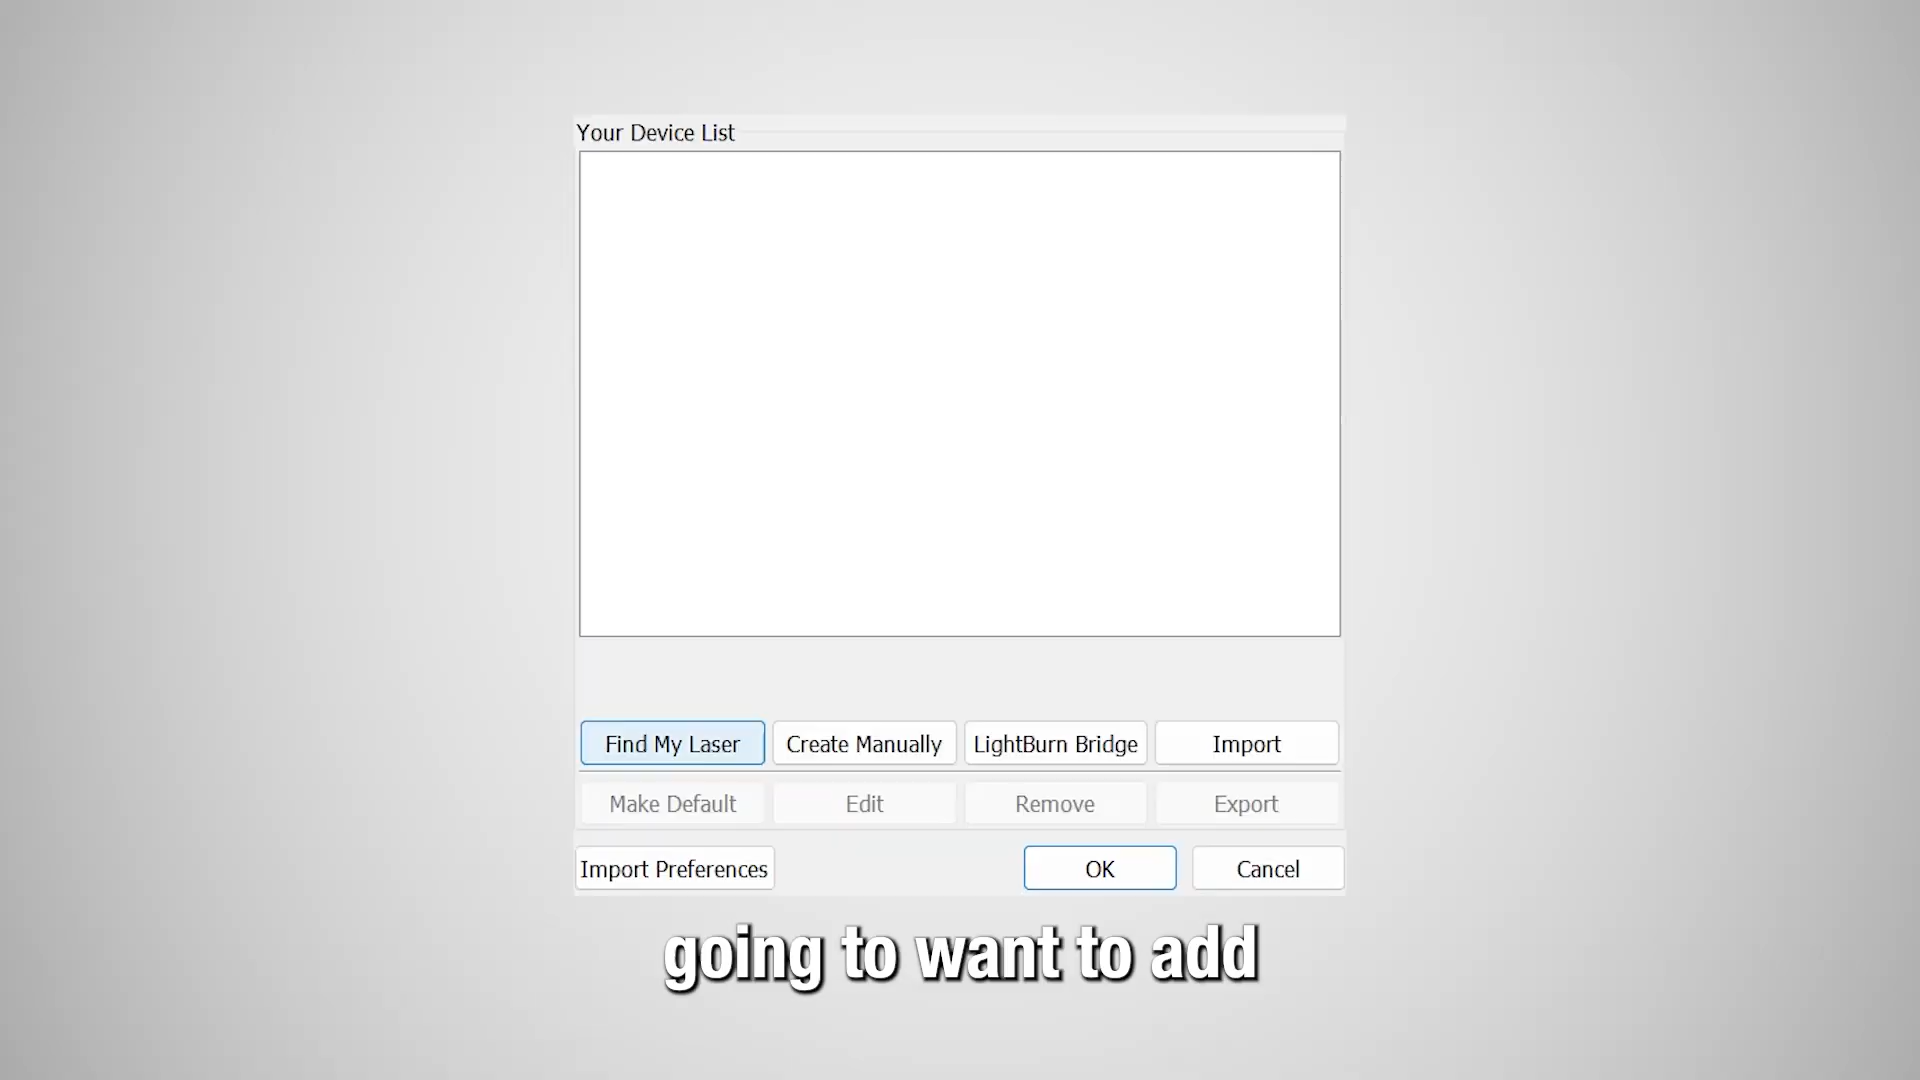 Your Device List
Find My Laser Create Manually LightBurn Bridge Import
Make Default Edit Remove Export
Import Preferences OK Cancel
going to want to add